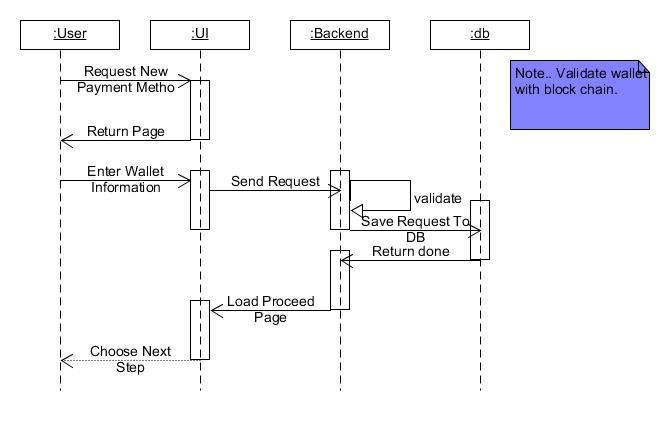 :User
:UI
:Backend
:db
Note.. Validate wallet
with block chain.
Request New
Payment Metho
Return Page
Enter Wallet
Information
Send Request
validate
Save Request To
DB
Return done
Load Proceed
Page
Choose Next
Step